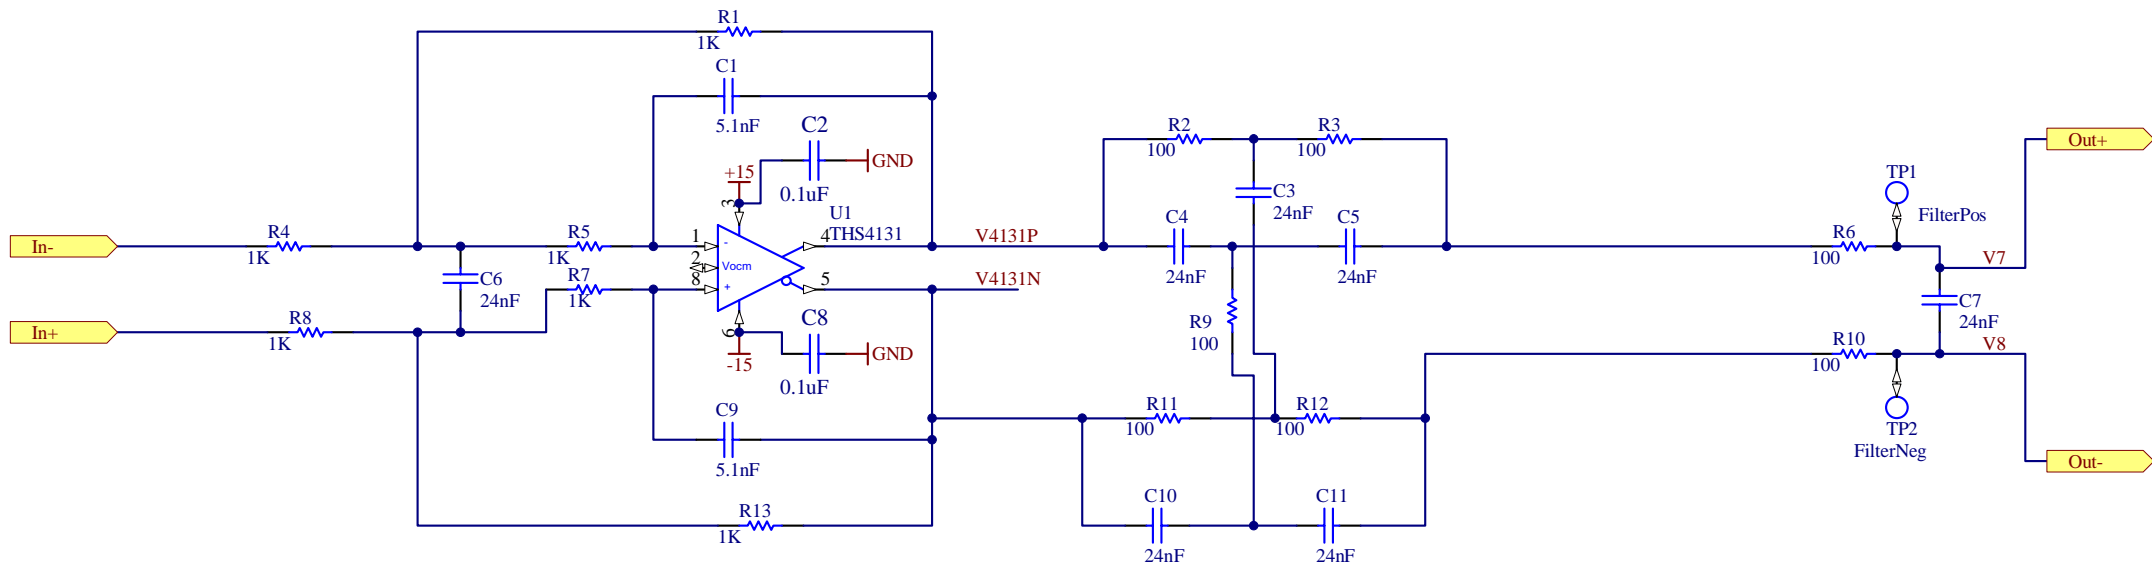 R1
1K
C1
5.1nF
C2
GND
0.1uF
+15
3
U1
THS4131
In-
R4
1K
R5
1K
1
-
4
V4131P
2
Vocm
C6
24nF
R7
1K
8
+
5
V4131N
In+
R8
1K
6
-15
C8
GND
0.1uF
C9
5.1nF
R13
1K
R2
100
R3
100
C3
24nF
C4
24nF
C5
24nF
R9
100
R11
100
R12
100
C10
24nF
C11
24nF
TP1
FilterPos
R6
100
V7
C7
24nF
R10
100
V8
TP2
FilterNeg
Out+
Out-